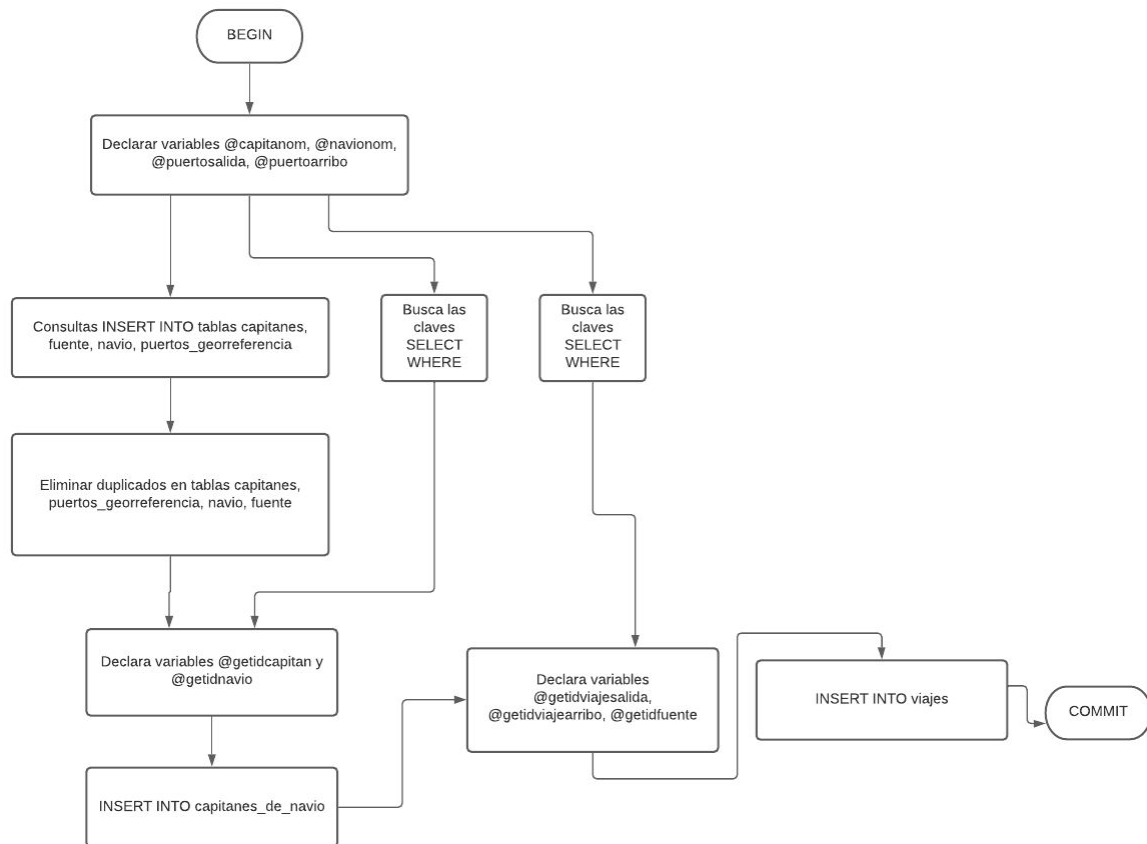 BEGIN
Declarar variables @capitanom, @navionom,
@puertosalida, @puertoarribo
Consultas INSERT INTO tablas capitanes,
fuente, navio, puertos_georreferencia
Busca las
claves
SELECT
WHERE
Busca las
claves
SELECT
WHERE
Eliminar duplicados en tablas capitanes,
puertos_georreferencia, navio, fuente
Declara variables @getidcapitan y
@getidnavio
INSERT INTO capitanes_de_navio
Declara variables
@getidviajesalida,
@getidviajearribo, @getidfuente
INSERT INTO viajes
COMMIT